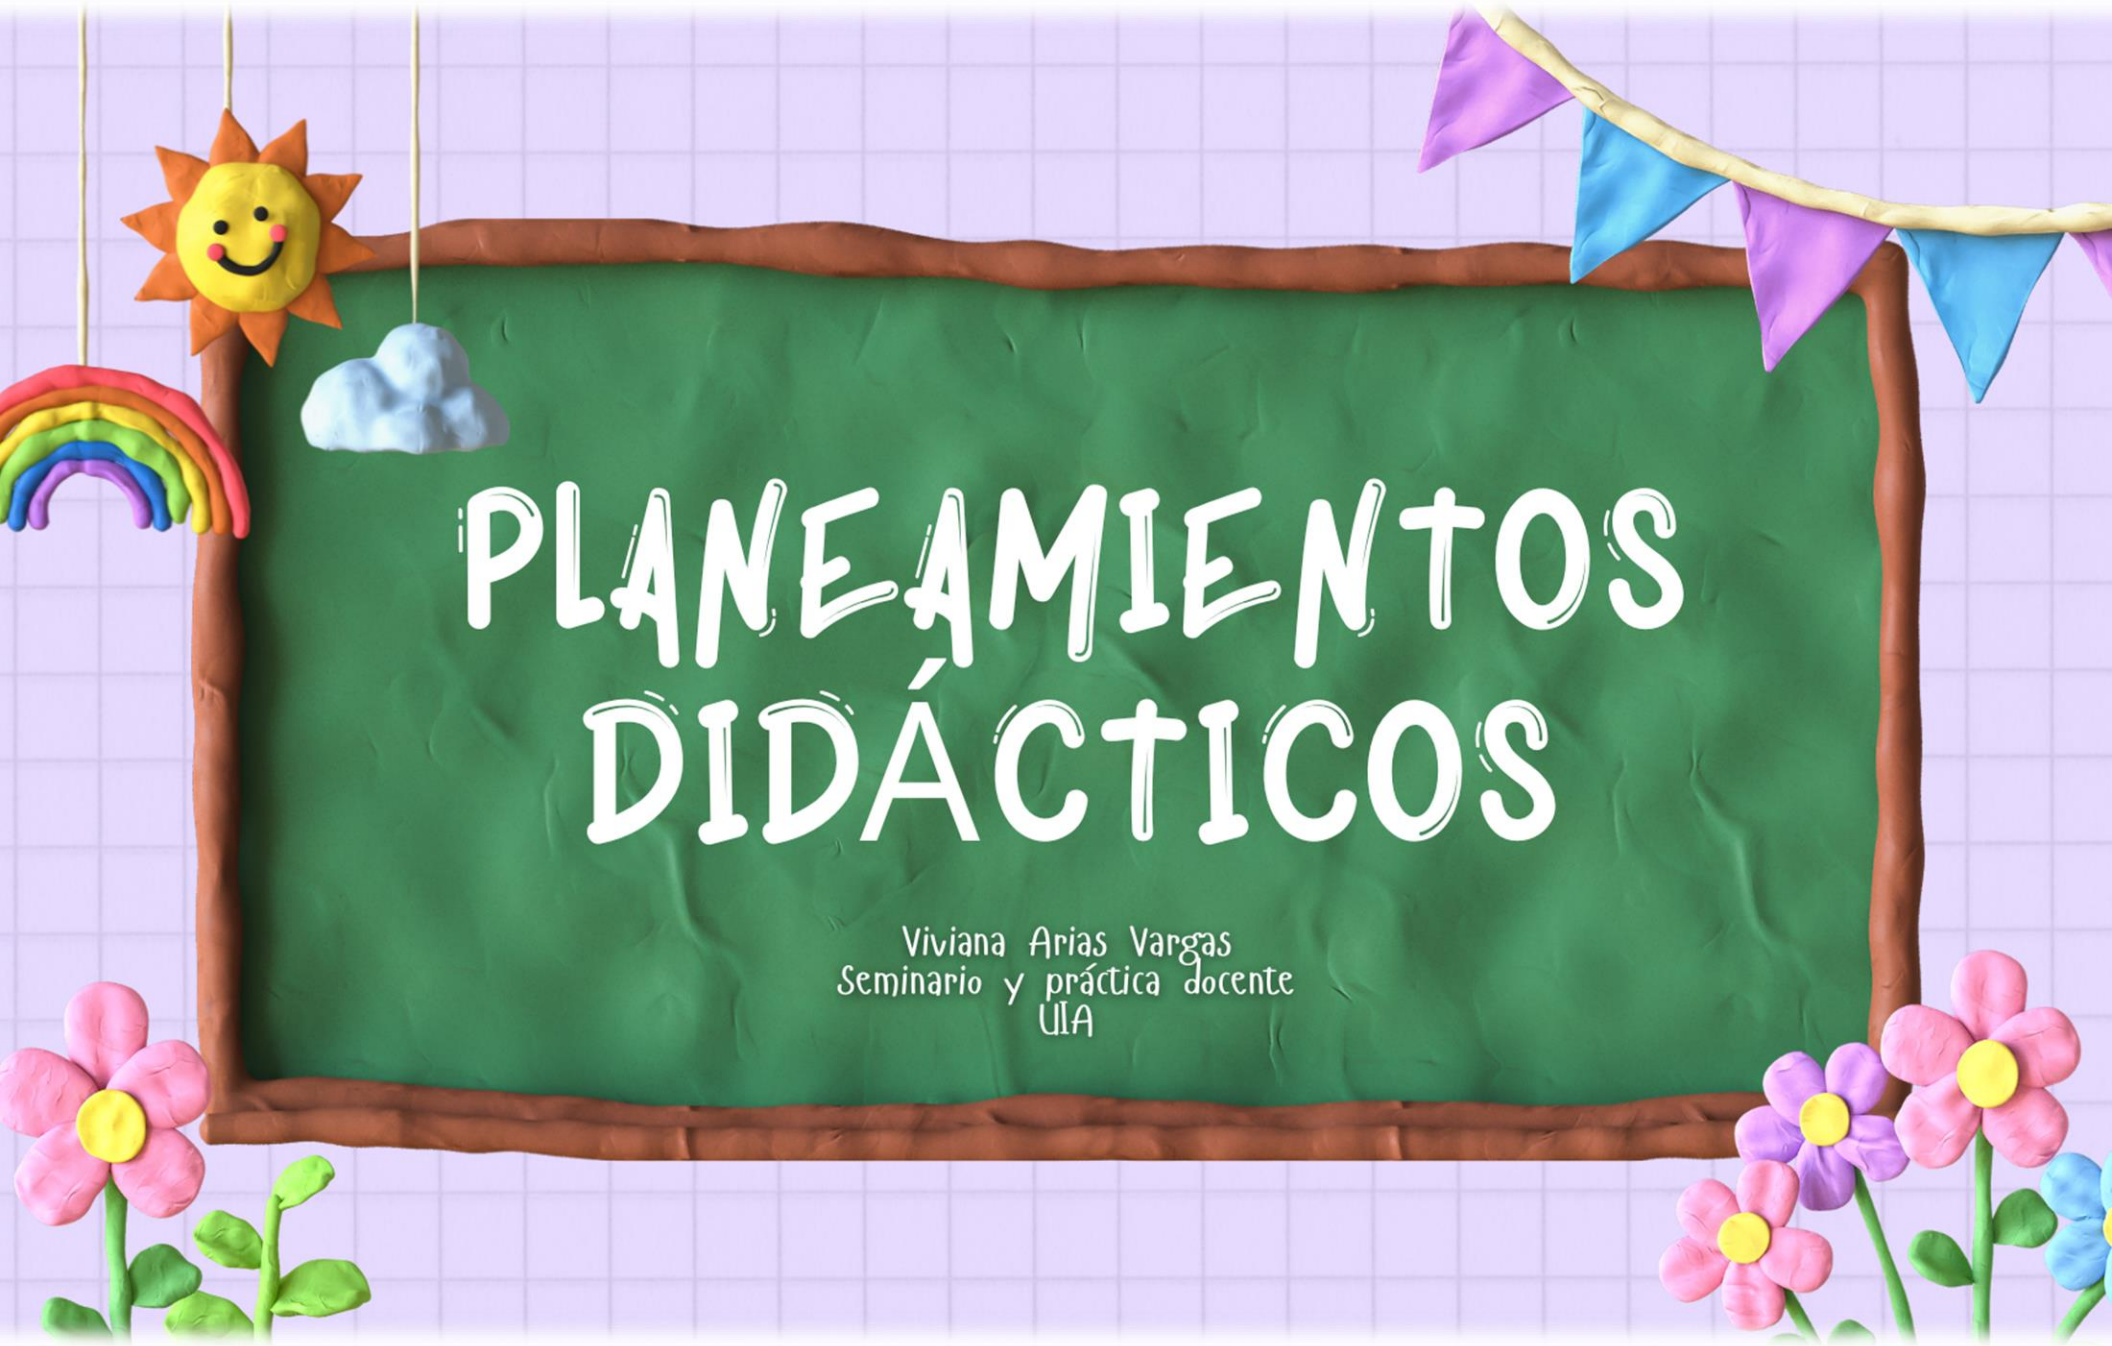 PLANEAMIENTOS
DIDÁCTICOS
Viviana Arias Vargas
Seminario y práctica docente
UIA